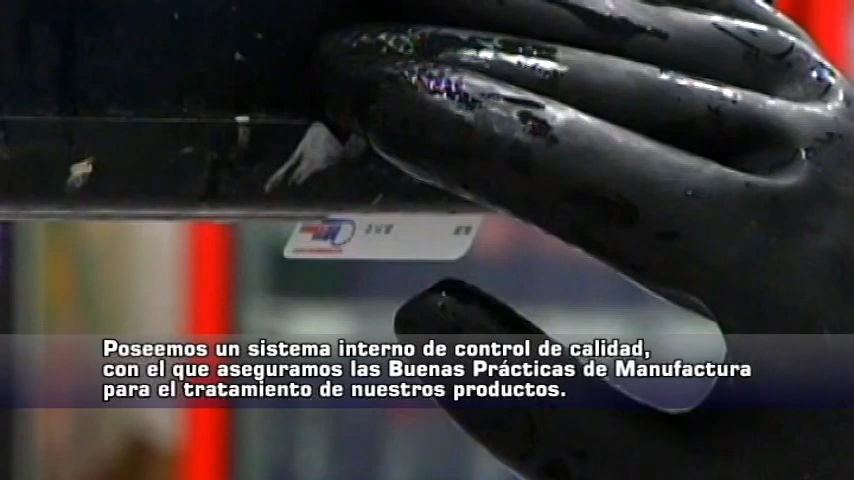 Poseemos un sistema interno de control de calidad,
con el que aseguramos las Buenas Prácticas de Manufactura
para el tratamiento de nuestros productos.